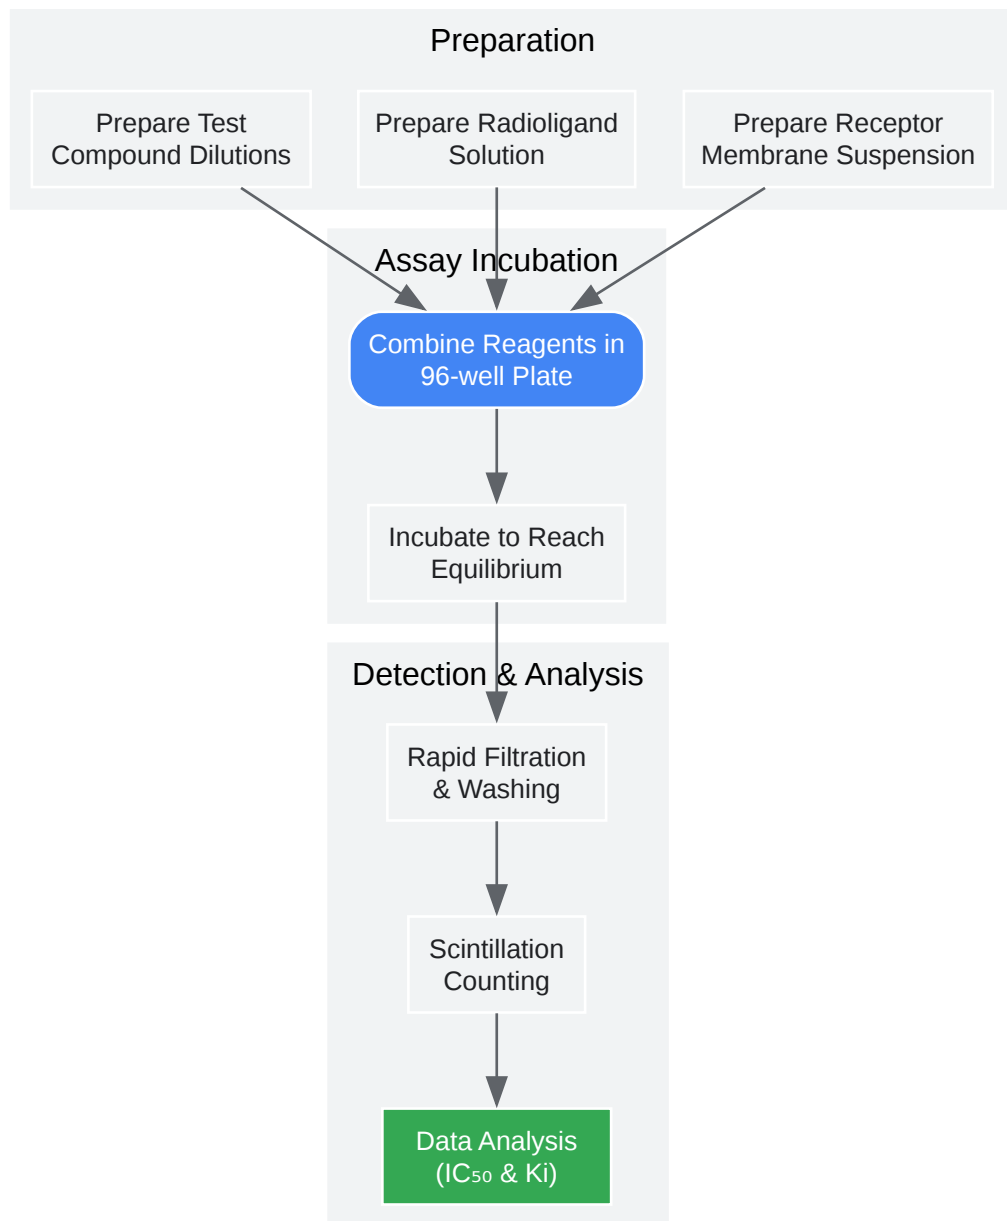 Preparation
Prepare Test
Compound Dilutions
Prepare Radioligand
Solution
Prepare Receptor
Membrane Suspension
Assay Incubation
Combine Reagents in
96-well Plate
Incubate to Reach
Equilibrium
Detection & Analysis
Rapid Filtration
& Washing
Scintillation
Counting
Data Analysis
(IC₅₀ & Ki)